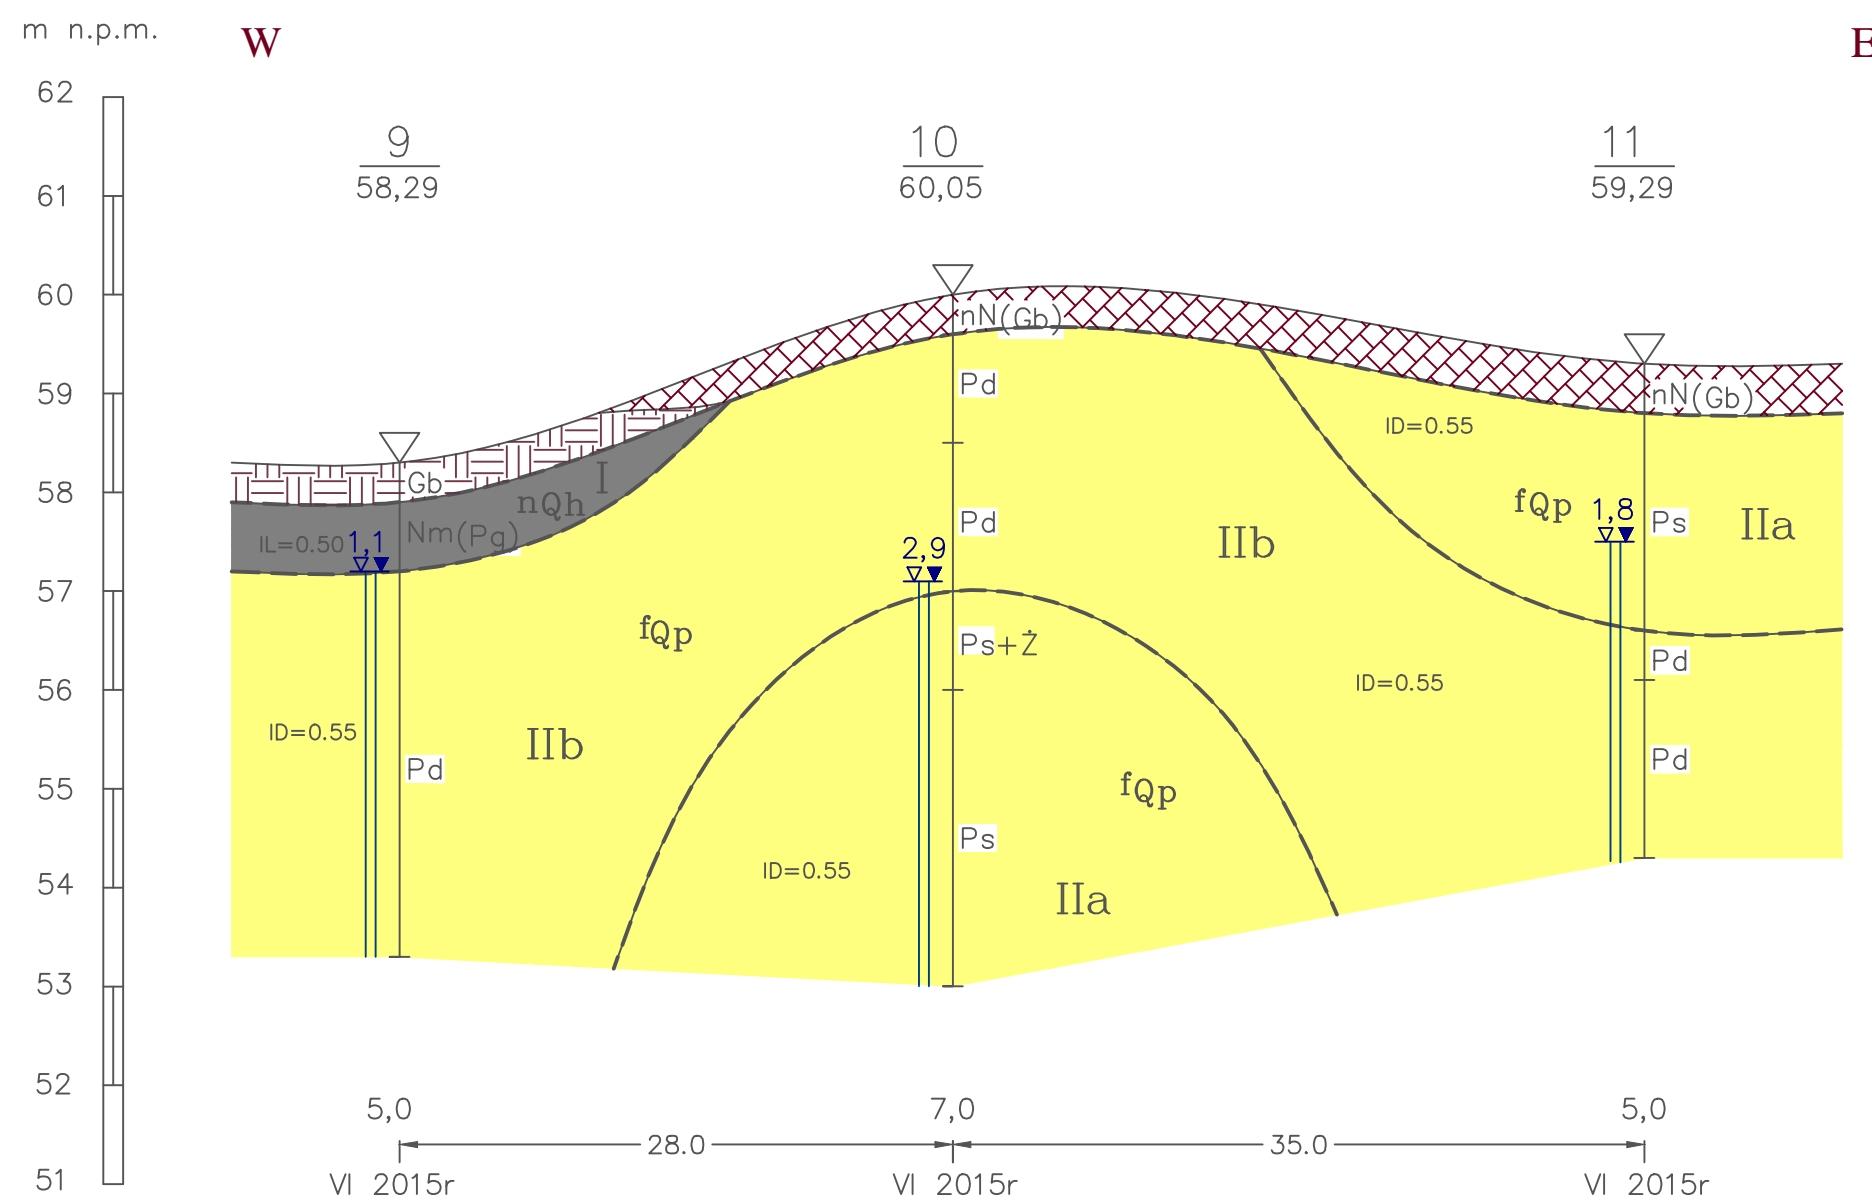 m n.p.m.
W
E
62
9
10
11
61
58,29
60,05
59,29
60
nN(Gb)
59
Pd
nN(Gb)
ID=0.55
58
Gb
I
nQh
fQp
1,8
Ps
IIa
IL=0.50
1,1
Nm(Pg)
2,9
Pd
IIb
57
fQp
Ps+Ż
Pd
56
ID=0.55
ID=0.55
IIb
Pd
Pd
55
fQp
Ps
ID=0.55
54
IIa
53
52
5,0
7,0
5,0
28.0
35.0
51
VI 2015r
VI 2015r
VI 2015r